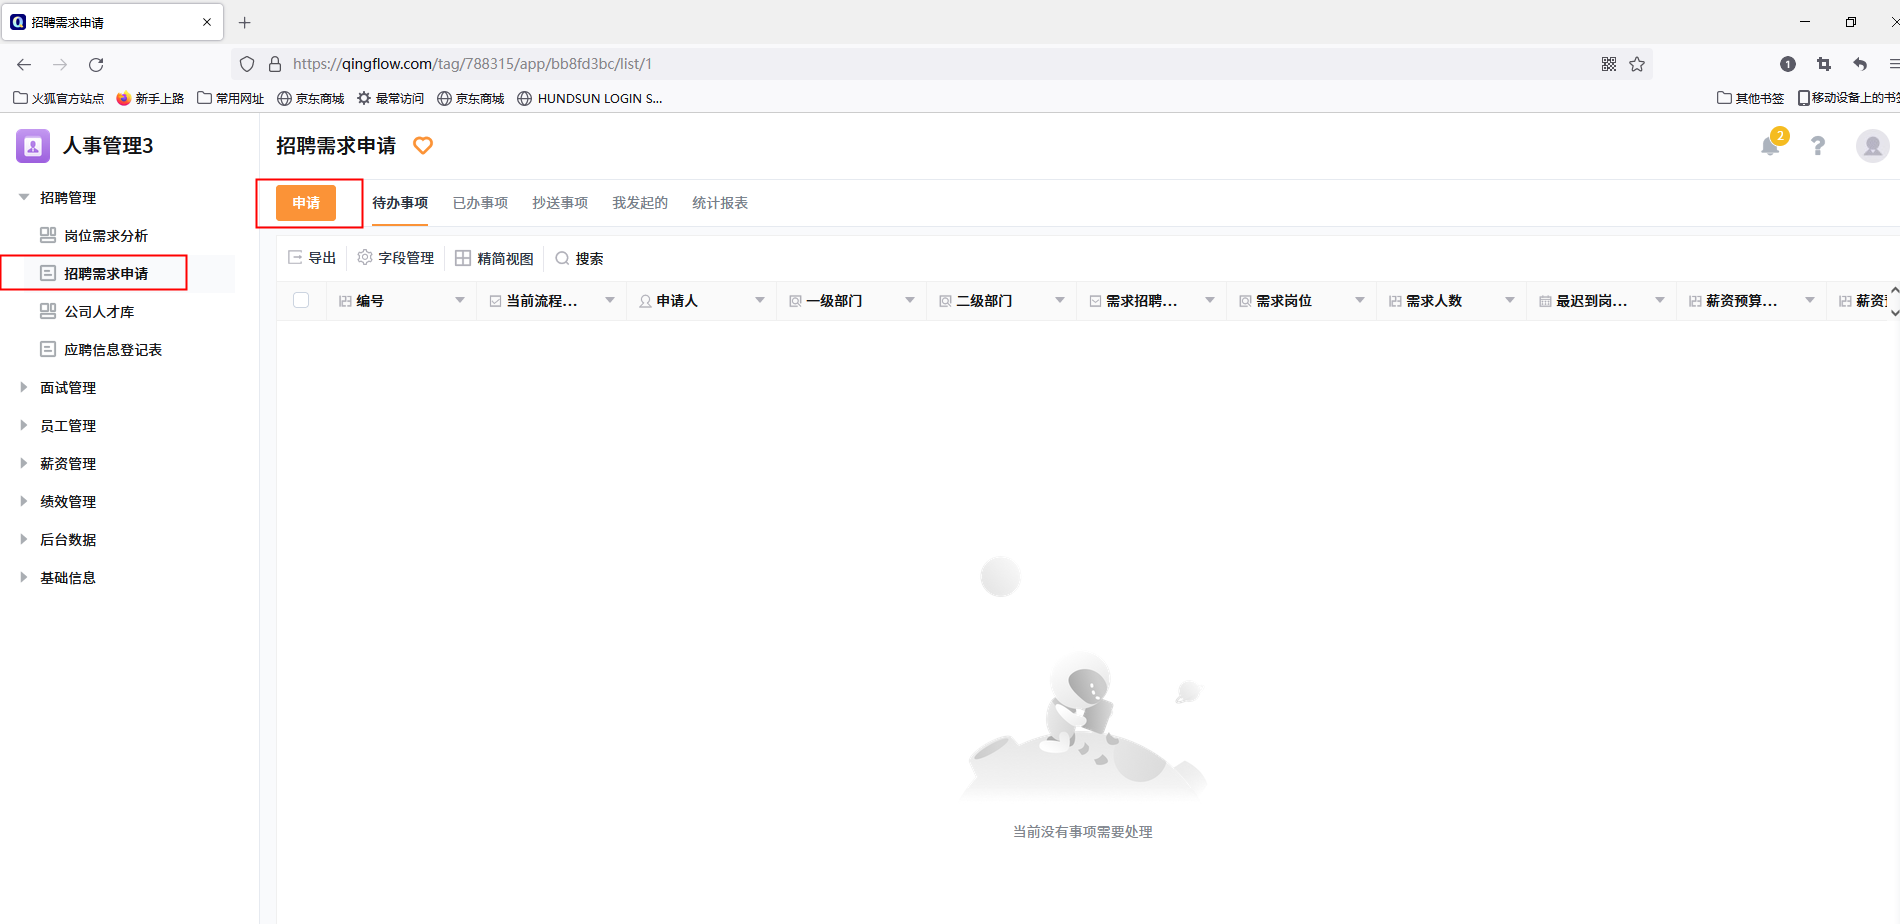 招聘需求申请
https://qingflow.com/tag/788315/app/bb8fd3bc/list/1
1
火狐官方站点 新手上路 常用网址 京东商城 最常访问 京东商城 HUNDSUN LOGIN S... 其他书签 移动设备上的书签
人事管理3
招聘需求申请
2
招聘管理
岗位需求分析
招聘需求申请
公司人才库
应聘信息登记表
面试管理
员工管理
薪资管理
绩效管理
后台数据
基础信息
申请 待办事项 已办事项 抄送事项 我发起的 统计报表
导出 字段管理 精简视图 搜索
编号 当前流程... 申请人 一级部门 二级部门 需求招聘... 需求岗位 需求人数 最迟到岗... 薪资预算... 薪资
当前没有事项需要处理